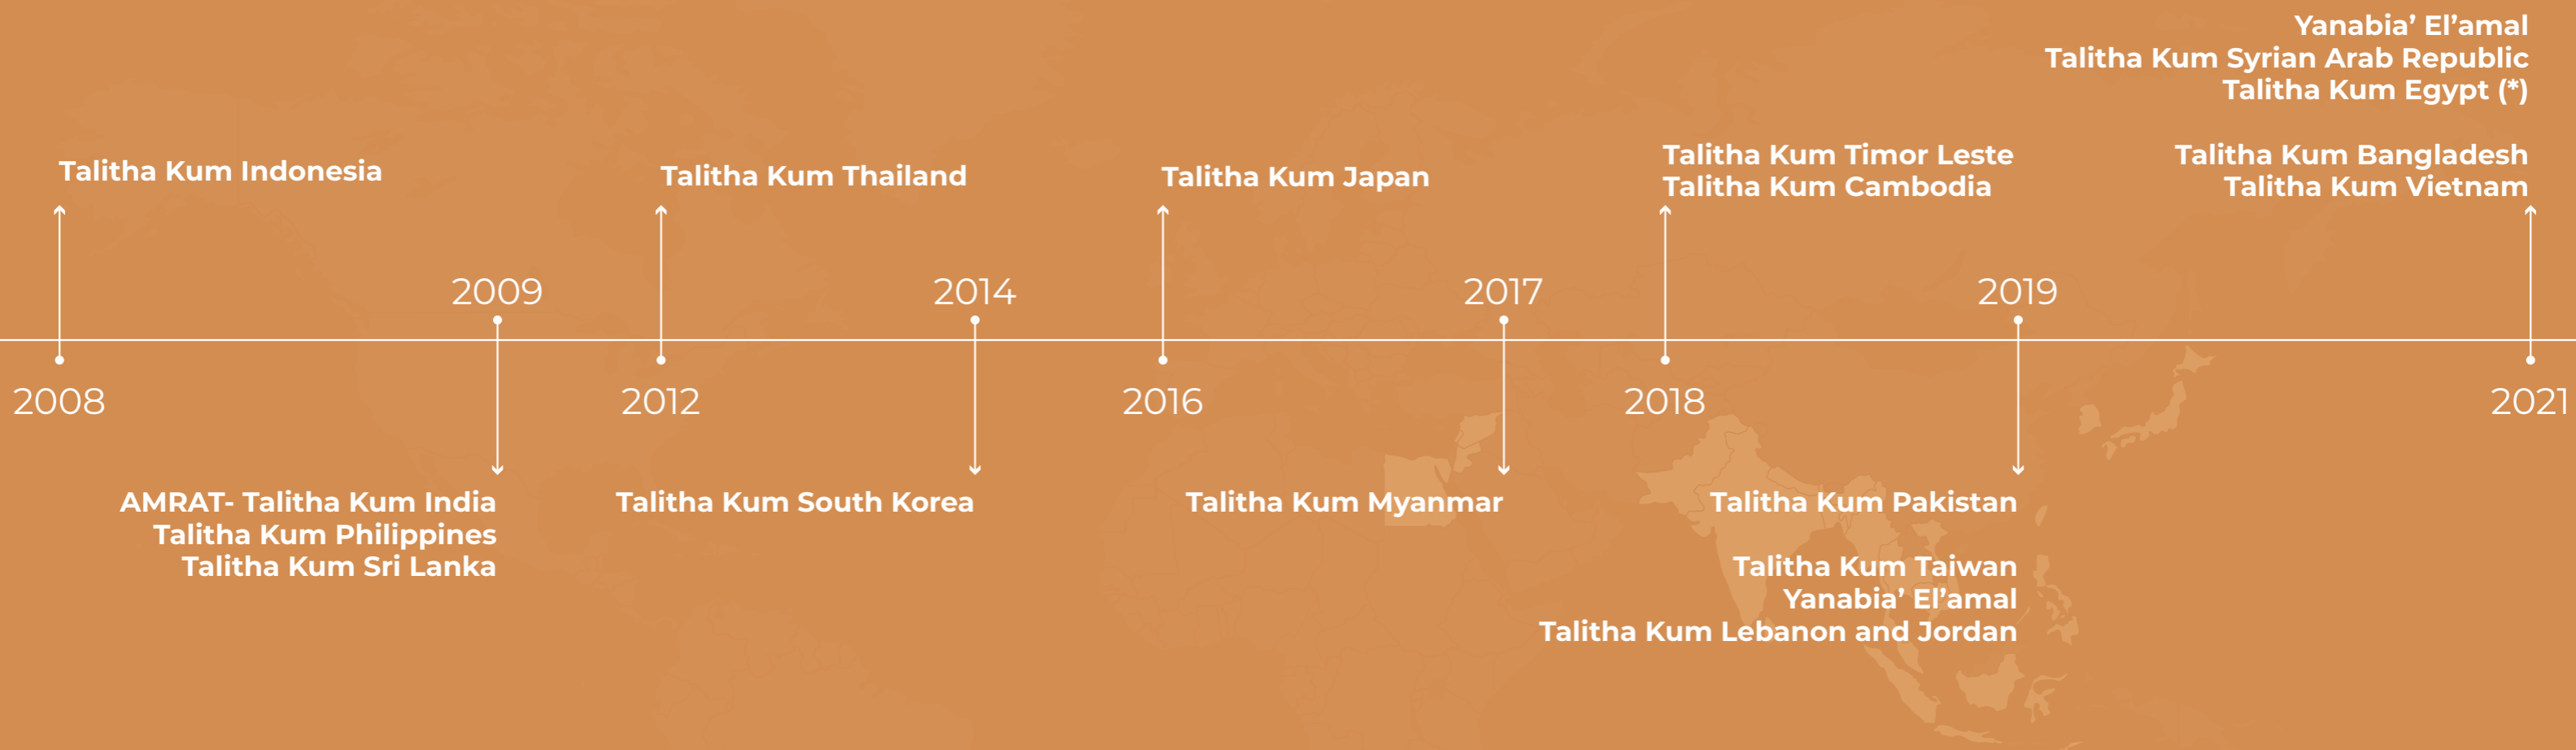 Yanabia’ El’amal
Talitha Kum Syrian Arab Republic
Talitha Kum Egypt (*)
Talitha Kum Indonesia
Talitha Kum Thailand
Talitha Kum Japan
Talitha Kum Timor Leste
Talitha Kum Cambodia
Talitha Kum Bangladesh
Talitha Kum Vietnam
2009
2014
2017
2019
2008
2012
2016
2018
2021
AMRAT- Talitha Kum India
Talitha Kum Philippines
Talitha Kum Sri Lanka
Talitha Kum South Korea
Talitha Kum Myanmar
Talitha Kum Pakistan
Talitha Kum Taiwan
Yanabia’ El’amal
Talitha Kum Lebanon and Jordan